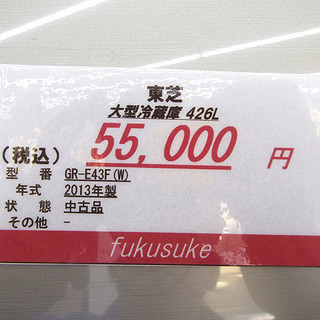 東芝
大型冷蔵庫 426L
(税込) 55,000 円
型 番 GR-E43F(W)
年式 2013年製
状 態 中古品
その他 -
fukusuke